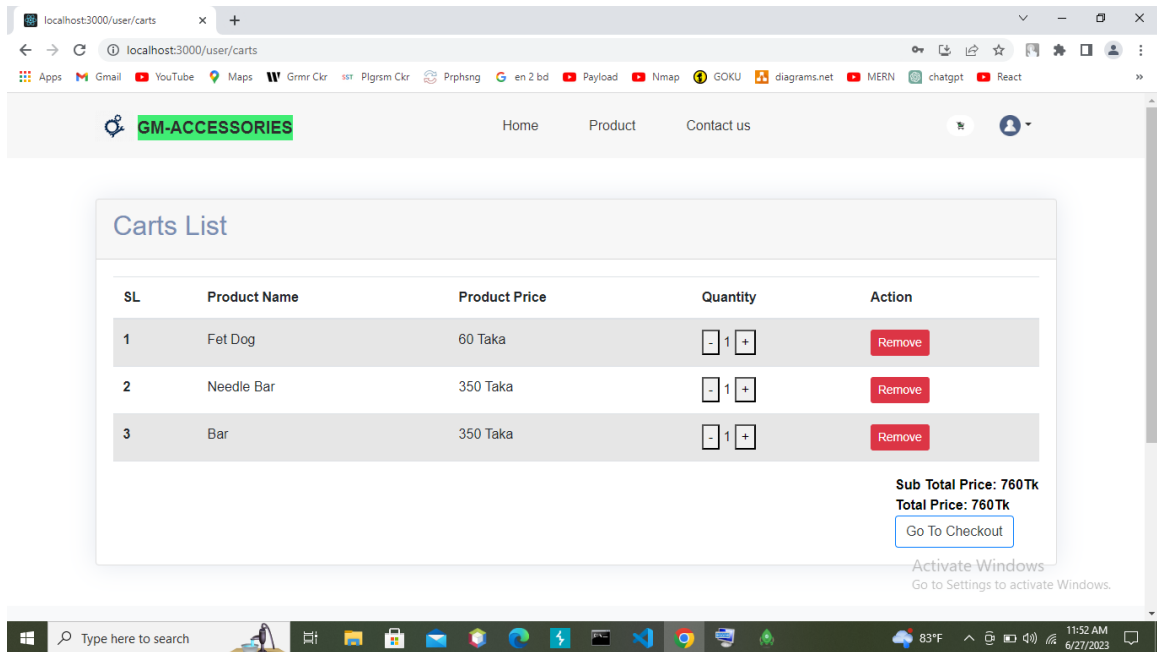 localhost:3000/user/carts
localhost:3000/user/carts
Apps Gmail YouTube Maps Grmr Ckr SST Plgrsm Ckr Prphsng en 2 bd Payload Nmap GOKU diagrams.net MERN chatgpt React »
GM-ACCESSORIES Home Product Contact us
Carts List
SL Product Name Product Price Quantity Action
1 Fet Dog 60 Taka - 1 + Remove
2 Needle Bar 350 Taka - 1 + Remove
3 Bar 350 Taka - 1 + Remove
Sub Total Price: 760Tk
Total Price: 760Tk
Go To Checkout
Activate Windows
Go to Settings to activate Windows.
Type here to search 83°F 11:52 AM
6/27/2023